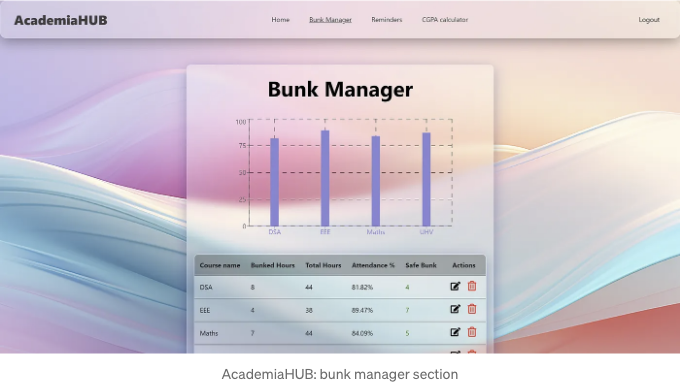 AcademiaHUB Home Bunk Manager Reminders CGPA calculator Logout
Bunk Manager
100
75
50
25
0
DSA EEE Maths UHV
Course name Bunked Hours Total Hours Attendance % Safe Bunk Actions
DSA 8 44 81.82% 4
EEE 4 38 89.47% 7
Maths 7 44 84.09% 5
AcademiaHUB: bunk manager section